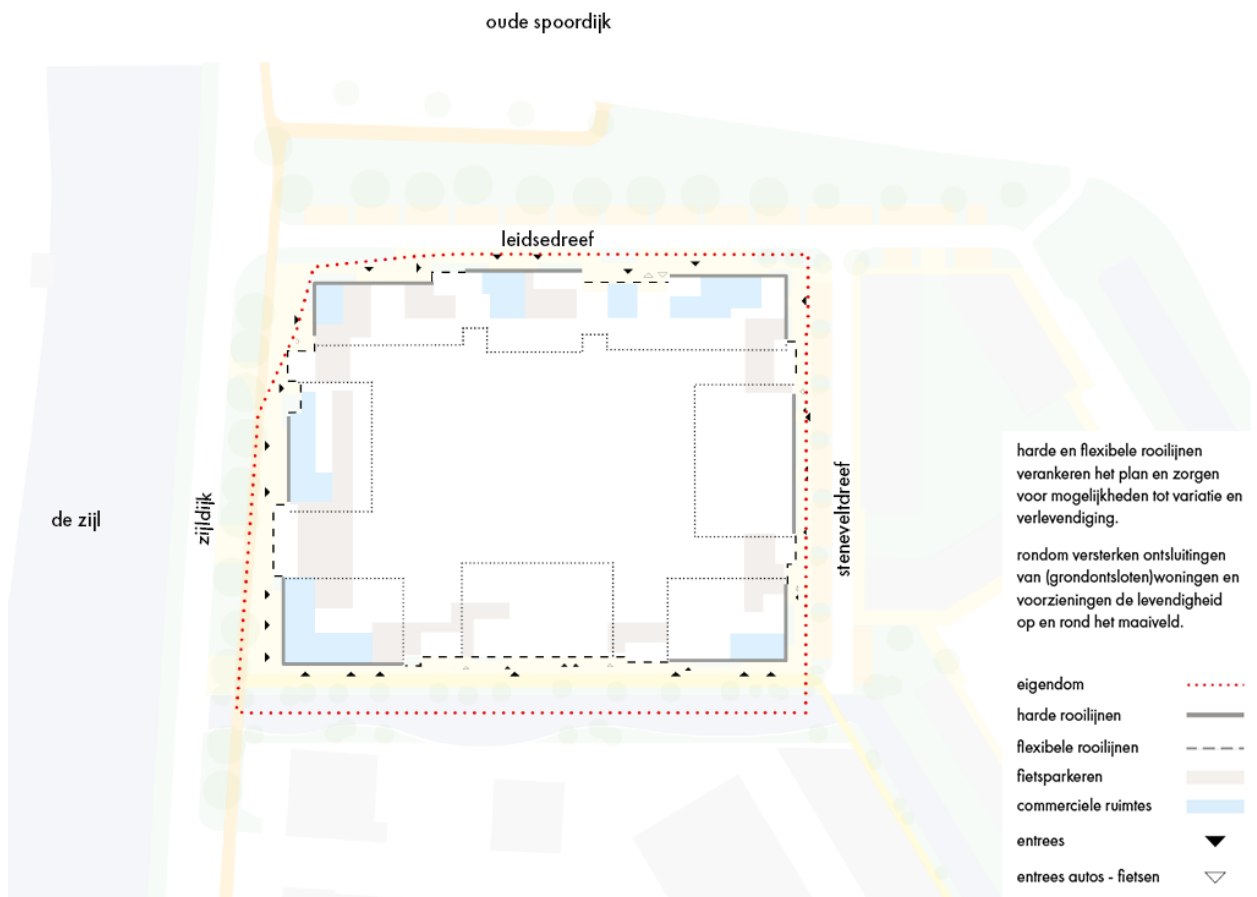 oude spoordijk
leidsedreef
de zijl
zijldijk
steneveltdreef
harde en flexibele rooilijnen
verankeren het plan en zorgen
voor mogelijkheden tot variatie en
verlevendiging.
rondom versterken ontsluitingen
van (grondontsloten)woningen en
voorzieningen de levendigheid
op en rond het maaiveld.
eigendom
harde rooilijnen
flexibele rooilijnen
fietsparkeren
commerciele ruimtes
entrees
entrees autos - fietsen